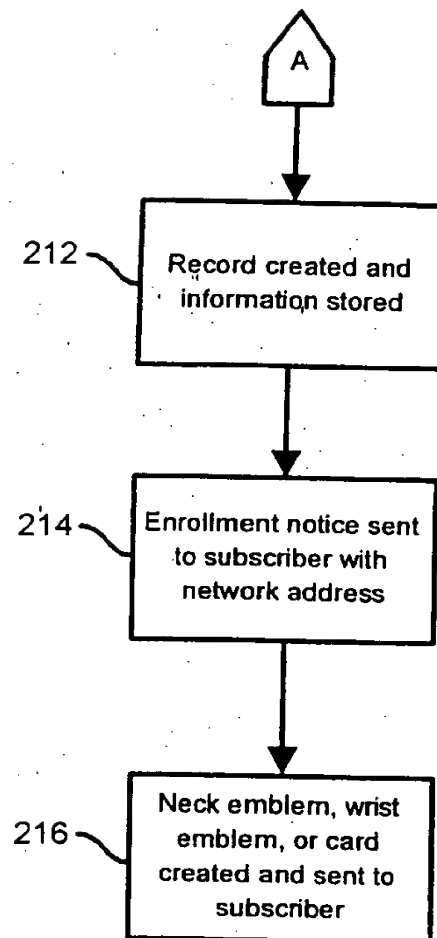 A
212
Record created and
information stored
214
Enrollment notice sent
to subscriber with
network address
216
Neck emblem, wrist
emblem, or card
created and sent to
subscriber